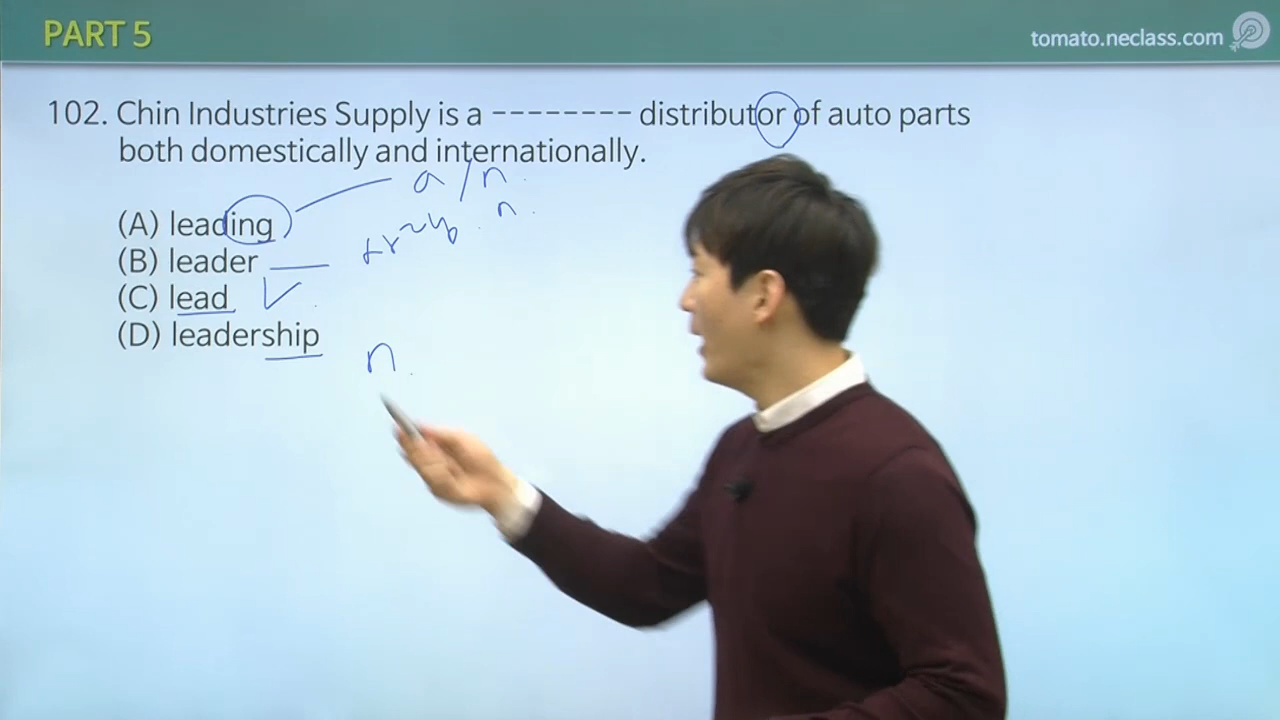 PART 5
tomato.neclass.com
102. Chin Industries Supply is a -------- distributor of auto parts
both domestically and internationally.
(A) leading
a / n.
(B) leader
n.
(C) lead
(D) leadership
n.